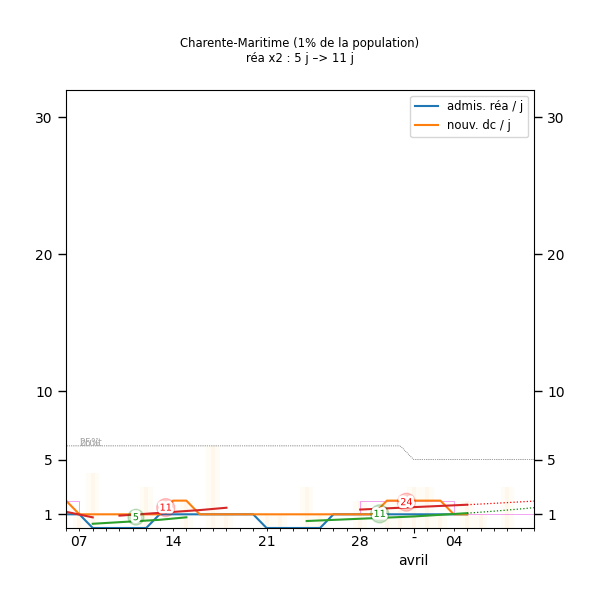 Charente-Maritime (1% de la population)
réa x2 : 5 j –> 11 j
admis. réa / j
nouv. dc / j
30 30
20 20
10 10
5 5
1 1
11 5 11 24
07 14 21 28 - 04
avril